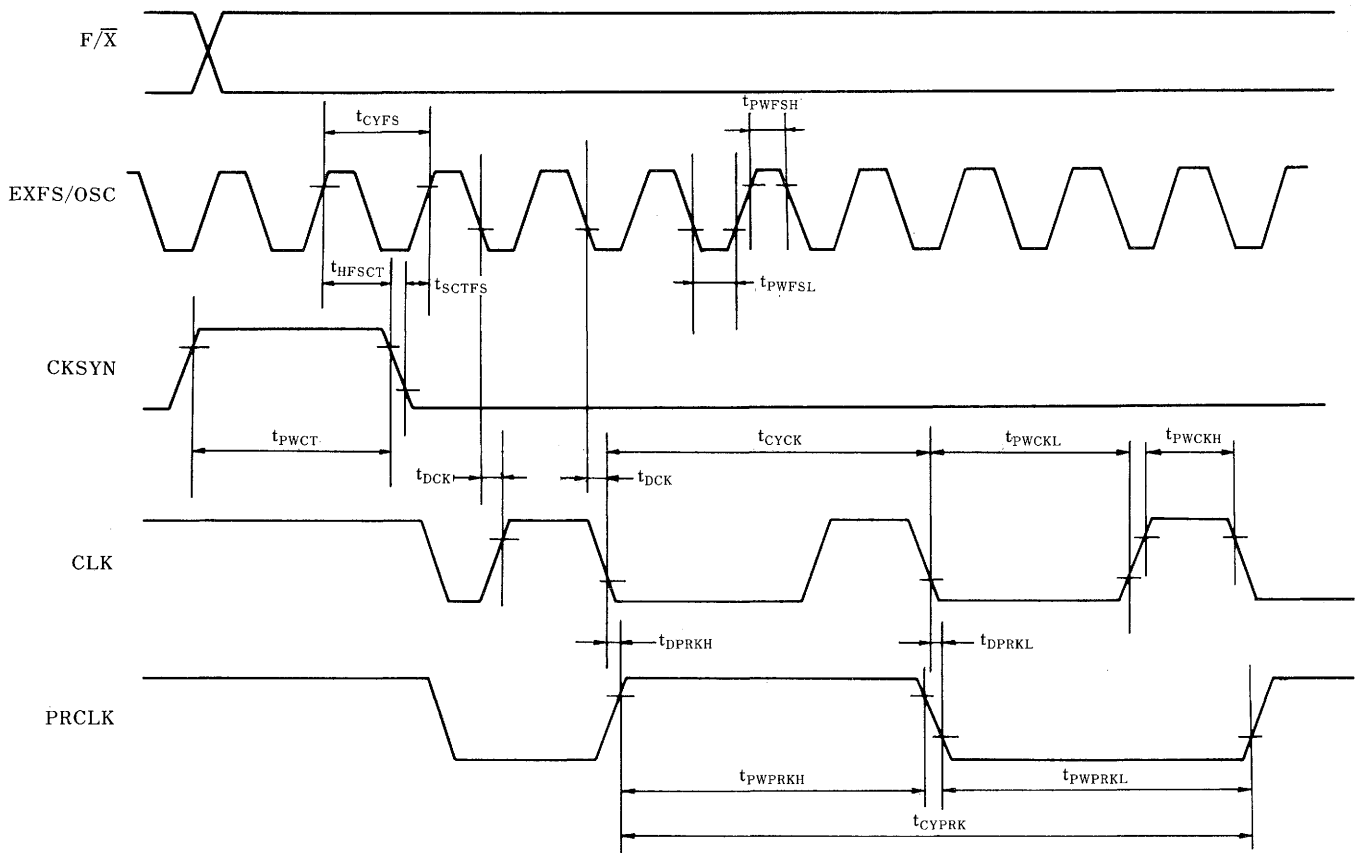 F/X̅
tPWFSH
tCYFS
EXFS/OSC
tHFSCT
tSCTFS
tPWFSL
CKSYN
tPWCT
tCYCK
tPWCKL
tPWCKH
tDCK
tDCK
CLK
tDPRKH
tDPRKL
PRCLK
tPWPRKH
tPWPRKL
tCYPRK